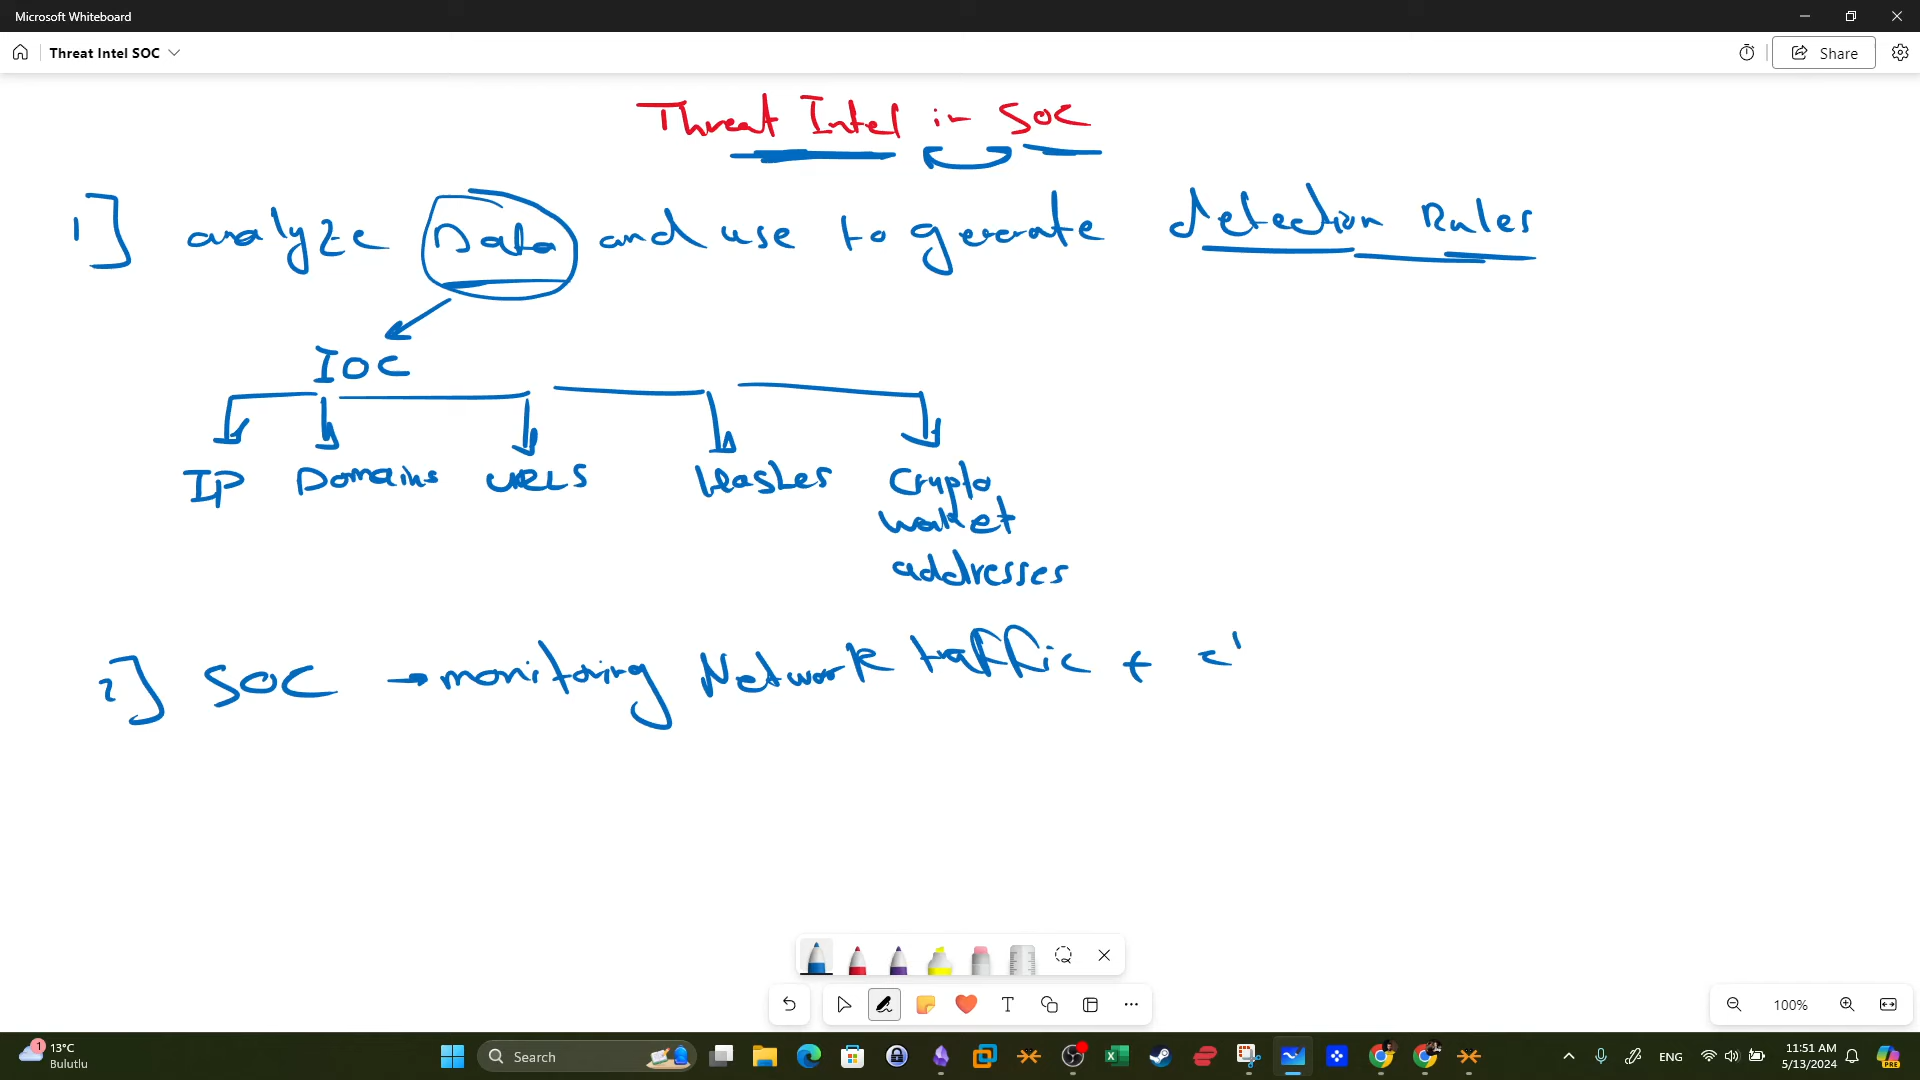 Microsoft Whiteboard
Threat Intel SOC
Share
Threat Intel in SOC
1] analyze Data and use to generate detection Rules
IOC
IP Domains URLS Hashes Crypto
wallet
addresses
2] SOC → monitoring Network traffic +
100%
1
13°C
Bulutlu
Search
ENG
11:51 AM
5/13/2024
PRE